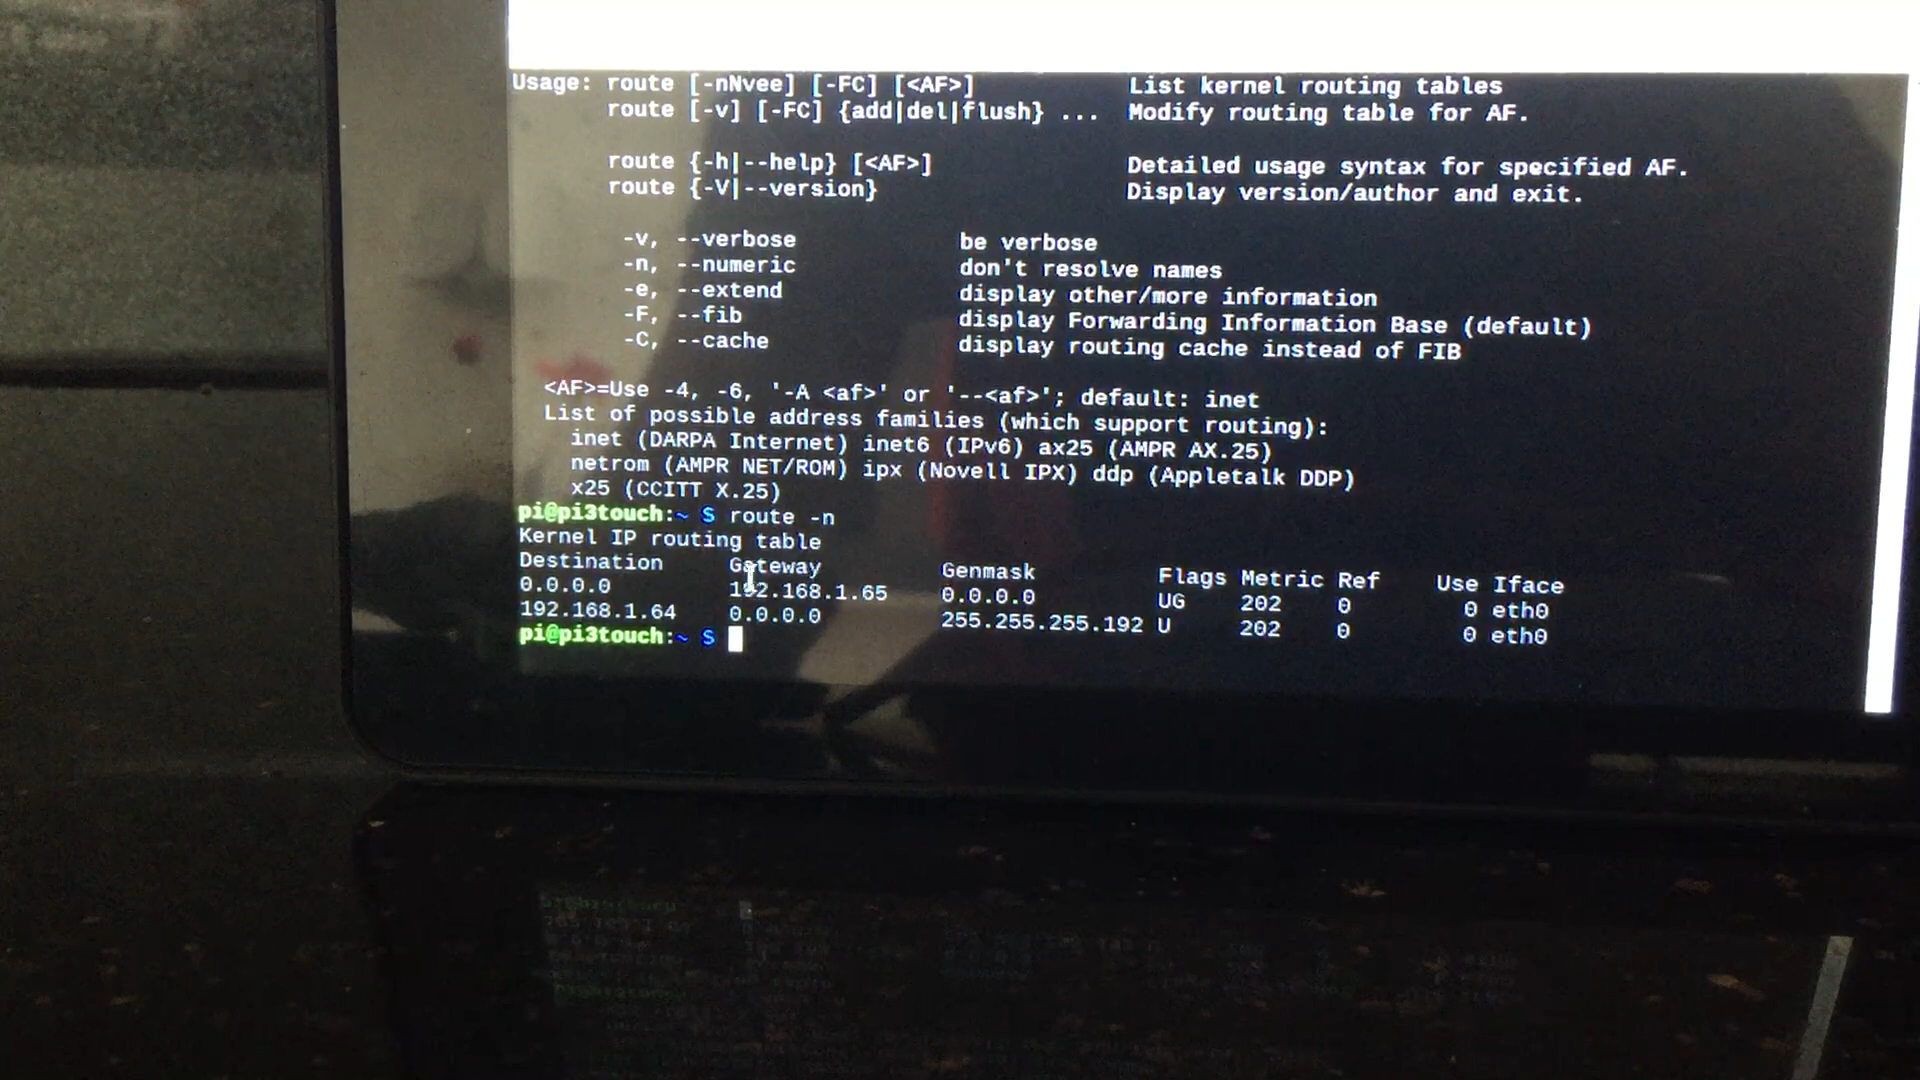 Usage: route [-nNvee] [-FC] [<AF>] List kernel routing tables
route [-v] [-FC] {add|del|flush} ... Modify routing table for AF.
route {-h|--help} [<AF>] Detailed usage syntax for specified AF.
route {-V|--version} Display version/author and exit.
-v, --verbose be verbose
-n, --numeric don't resolve names
-e, --extend display other/more information
-F, --fib display Forwarding Information Base (default)
-C, --cache display routing cache instead of FIB
<AF>=Use -4, -6, '-A <af>' or '--<af>'; default: inet
List of possible address families (which support routing):
inet (DARPA Internet) inet6 (IPv6) ax25 (AMPR AX.25)
netrom (AMPR NET/ROM) ipx (Novell IPX) ddp (Appletalk DDP)
x25 (CCITT X.25)
pi@pi3touch:~ $ route -n
Kernel IP routing table
Destination Gateway Genmask Flags Metric Ref Use Iface
0.0.0.0 192.168.1.65 0.0.0.0 UG 202 0 0 eth0
192.168.1.64 0.0.0.0 255.255.255.192 U 202 0 0 eth0
pi@pi3touch:~ $